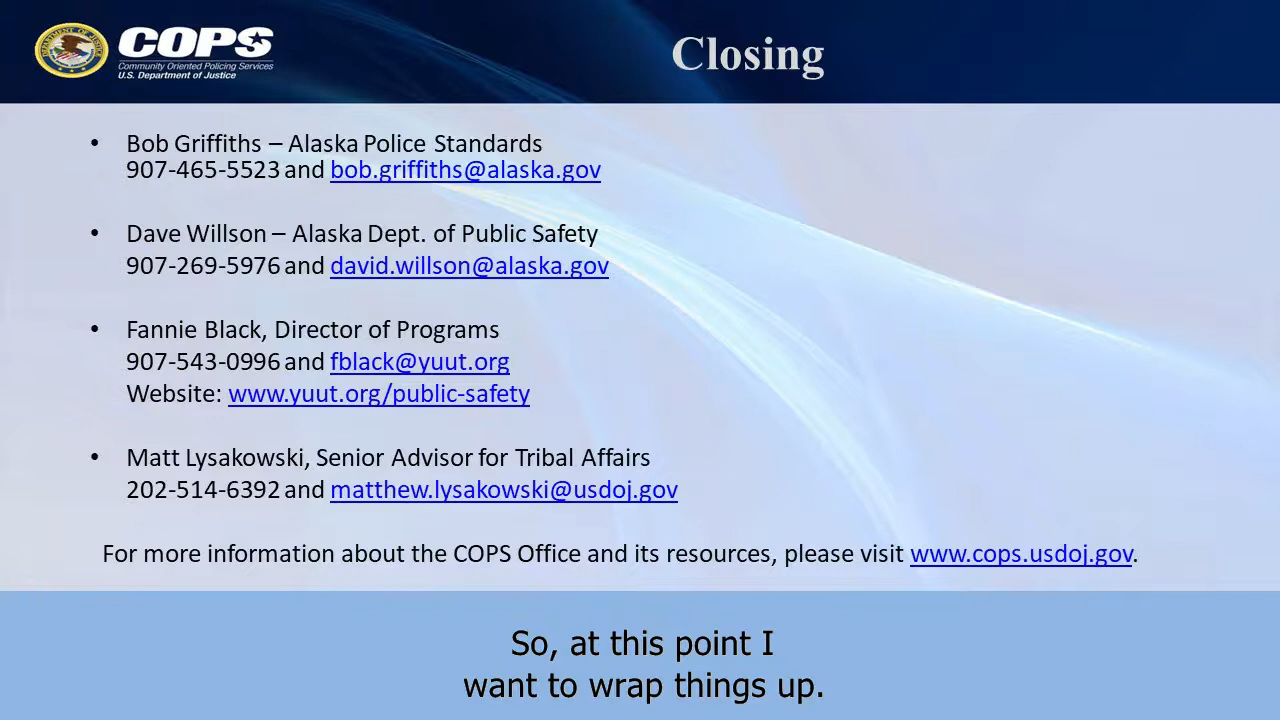 COPS
Community Oriented Policing Services
U.S. Department of Justice
Closing
• Bob Griffiths – Alaska Police Standards
907-465-5523 and bob.griffiths@alaska.gov
• Dave Willson – Alaska Dept. of Public Safety
907-269-5976 and david.willson@alaska.gov
• Fannie Black, Director of Programs
907-543-0996 and fblack@yuut.org
Website: www.yuut.org/public-safety
• Matt Lysakowski, Senior Advisor for Tribal Affairs
202-514-6392 and matthew.lysakowski@usdoj.gov
For more information about the COPS Office and its resources, please visit www.cops.usdoj.gov.
So, at this point I
want to wrap things up.